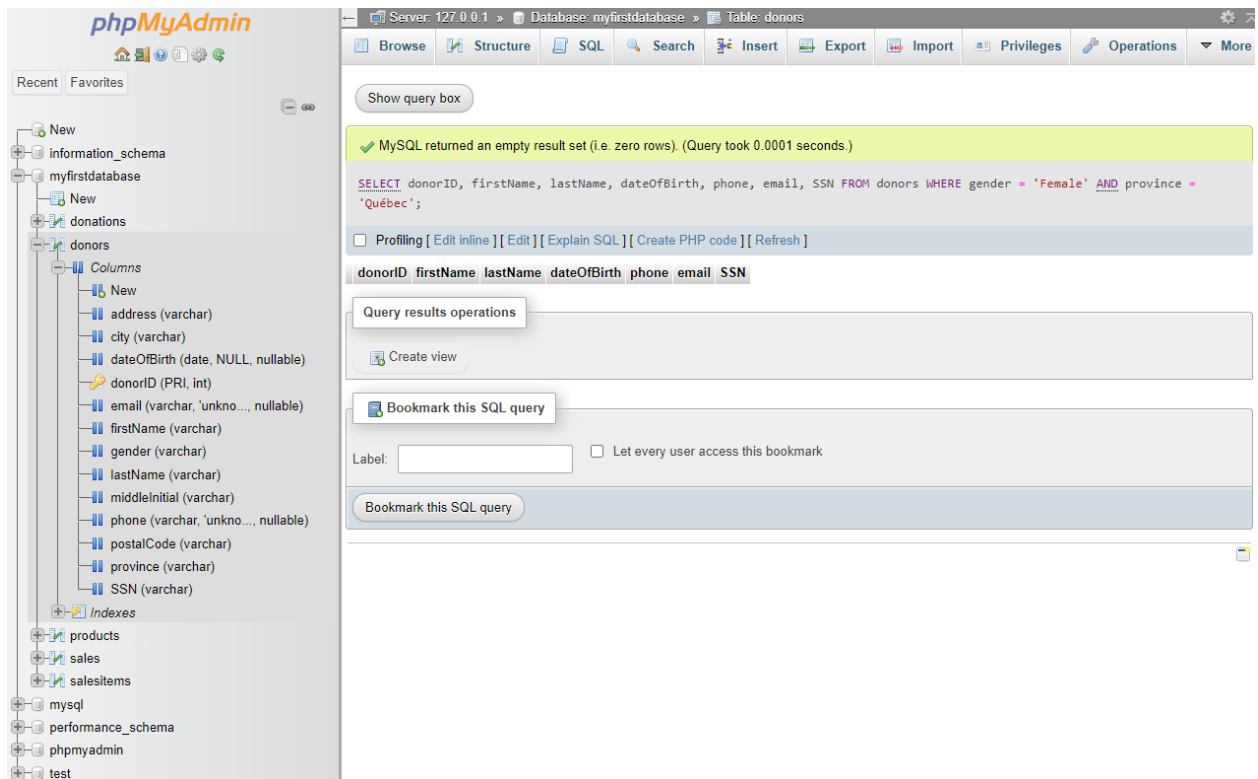 phpMyAdmin
Recent Favorites
New
information_schema
myfirstdatabase
New
donations
donors
Columns
New
address (varchar)
city (varchar)
dateOfBirth (date, NULL, nullable)
donorID (PRI, int)
email (varchar, 'unkno..., nullable)
firstName (varchar)
gender (varchar)
lastName (varchar)
middleInitial (varchar)
phone (varchar, 'unkno..., nullable)
postalCode (varchar)
province (varchar)
SSN (varchar)
Indexes
products
sales
salesitems
mysql
performance_schema
phpmyadmin
test
Server: 127.0.0.1 » Database: myfirstdatabase » Table: donors
Browse Structure SQL Search Insert Export Import Privileges Operations More
Show query box
MySQL returned an empty result set (i.e. zero rows). (Query took 0.0001 seconds.)
SELECT donorID, firstName, lastName, dateOfBirth, phone, email, SSN FROM donors WHERE gender = 'Female' AND province =
'Québec';
Profiling [ Edit inline ] [ Edit ] [ Explain SQL ] [ Create PHP code ] [ Refresh ]
donorID firstName lastName dateOfBirth phone email SSN
Query results operations
Create view
Bookmark this SQL query
Label: Let every user access this bookmark
Bookmark this SQL query